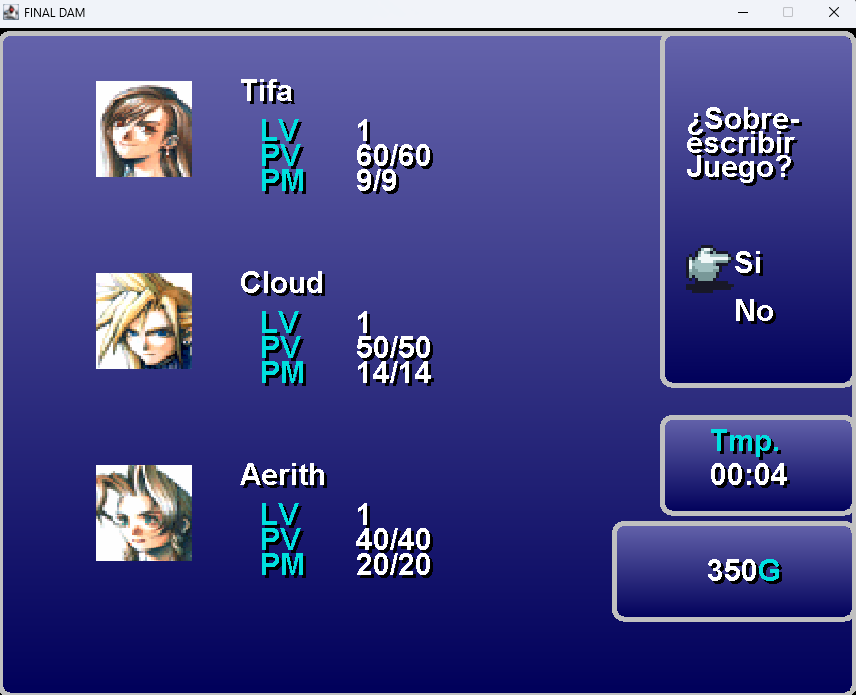 FINAL DAM
Tifa
LV 1
PV 60/60
PM 9/9
Cloud
LV 1
PV 50/50
PM 14/14
Aerith
LV 1
PV 40/40
PM 20/20
¿Sobre-
escribir
Juego?
Si
No
Tmp.
00:04
350G